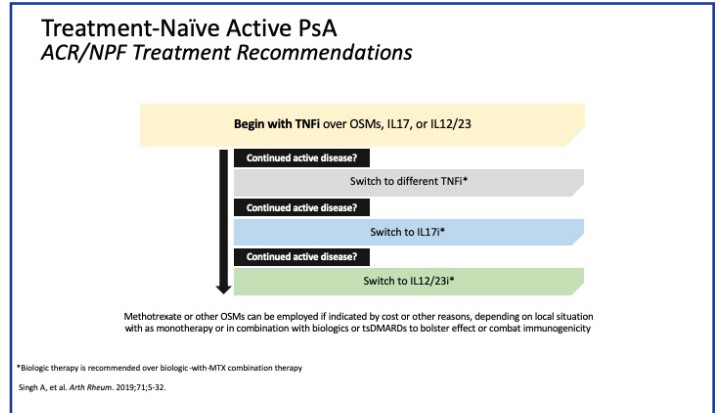 Treatment-Naïve Active PsA
ACR/NPF Treatment Recommendations
Begin with TNFi over OSMs, IL17, or IL12/23
Continued active disease?
Switch to different TNFi*
Continued active disease?
Switch to IL17i*
Continued active disease?
Switch to IL12/23i*
Methotrexate or other OSMs can be employed if indicated by cost or other reasons, depending on local situation
with as monotherapy or in combination with biologics or tsDMARDs to bolster effect or combat immunogenicity
*Biologic therapy is recommended over biologic-with-MTX combination therapy
Singh A, et al. Arth Rheum. 2019;71;5-32.